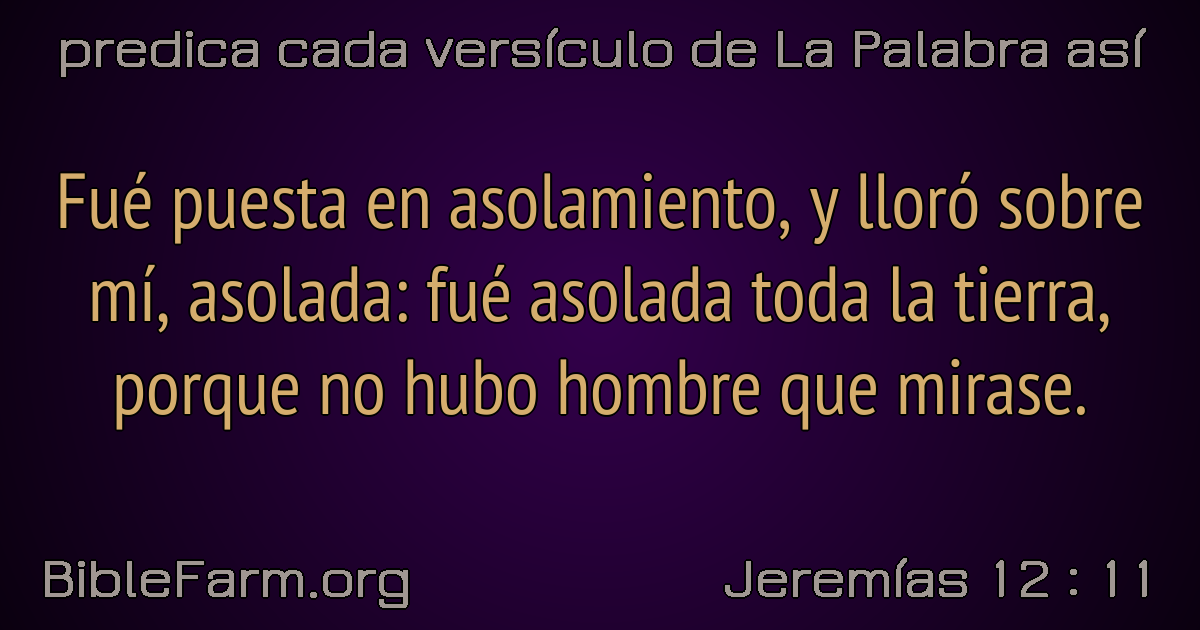 predica cada versículo de La Palabra así
Fué puesta en asolamiento, y lloró sobre
mí, asolada: fué asolada toda la tierra,
porque no hubo hombre que mirase.
BibleFarm.org
Jeremías 12 : 11